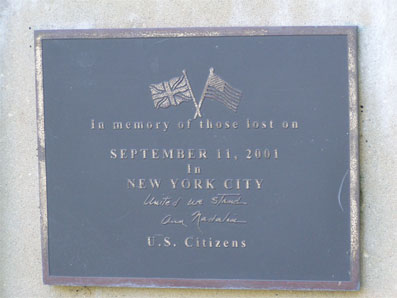 In memory of those lost on
SEPTEMBER 11, 2001
In
NEW YORK CITY
United we Stand
U.S. Citizens